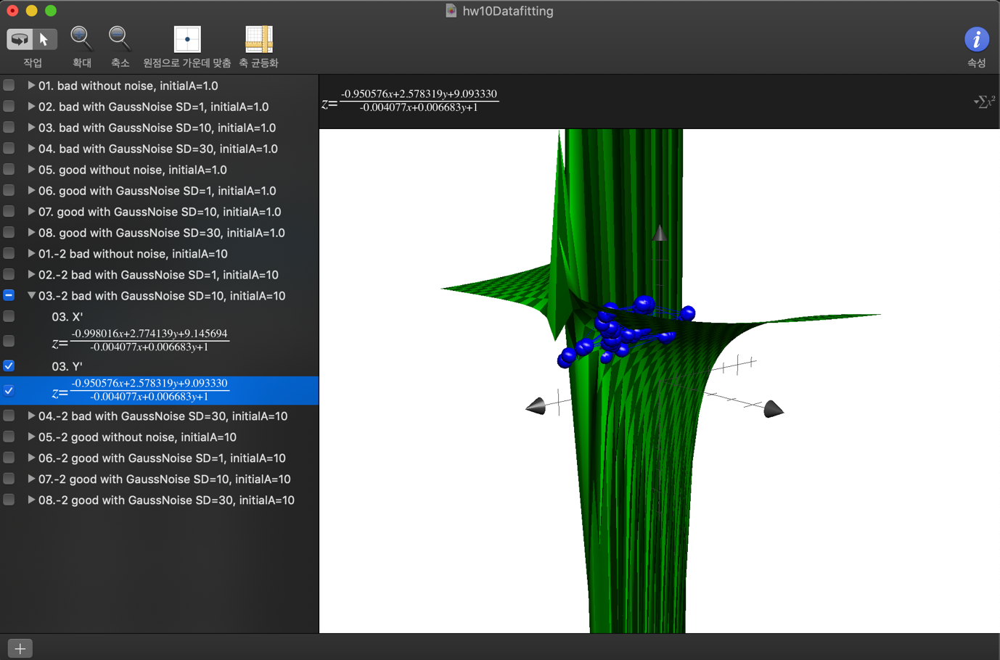 hw10Datafitting
작업
확대
축소
원점으로 가운데 맞춤
축 균등화
속성
01. bad without noise, initialA=1.0
02. bad with GaussNoise SD=1, initialA=1.0
03. bad with GaussNoise SD=10, initialA=1.0
04. bad with GaussNoise SD=30, initialA=1.0
05. good without noise, initialA=1.0
06. good with GaussNoise SD=1, initialA=1.0
07. good with GaussNoise SD=10, initialA=1.0
08. good with GaussNoise SD=30, initialA=1.0
01.-2 bad without noise, initialA=10
02.-2 bad with GaussNoise SD=1, initialA=10
03.-2 bad with GaussNoise SD=10, initialA=10
03. X'
z=
-0.998016x+2.774139y+9.145694
-0.004077x+0.006683y+1
03. Y'
z=
-0.950576x+2.578319y+9.093330
-0.004077x+0.006683y+1
04.-2 bad with GaussNoise SD=30, initialA=10
05.-2 good without noise, initialA=10
06.-2 good with GaussNoise SD=1, initialA=10
07.-2 good with GaussNoise SD=10, initialA=10
08.-2 good with GaussNoise SD=30, initialA=10
z=
-0.950576x+2.578319y+9.093330
-0.004077x+0.006683y+1
∑x²